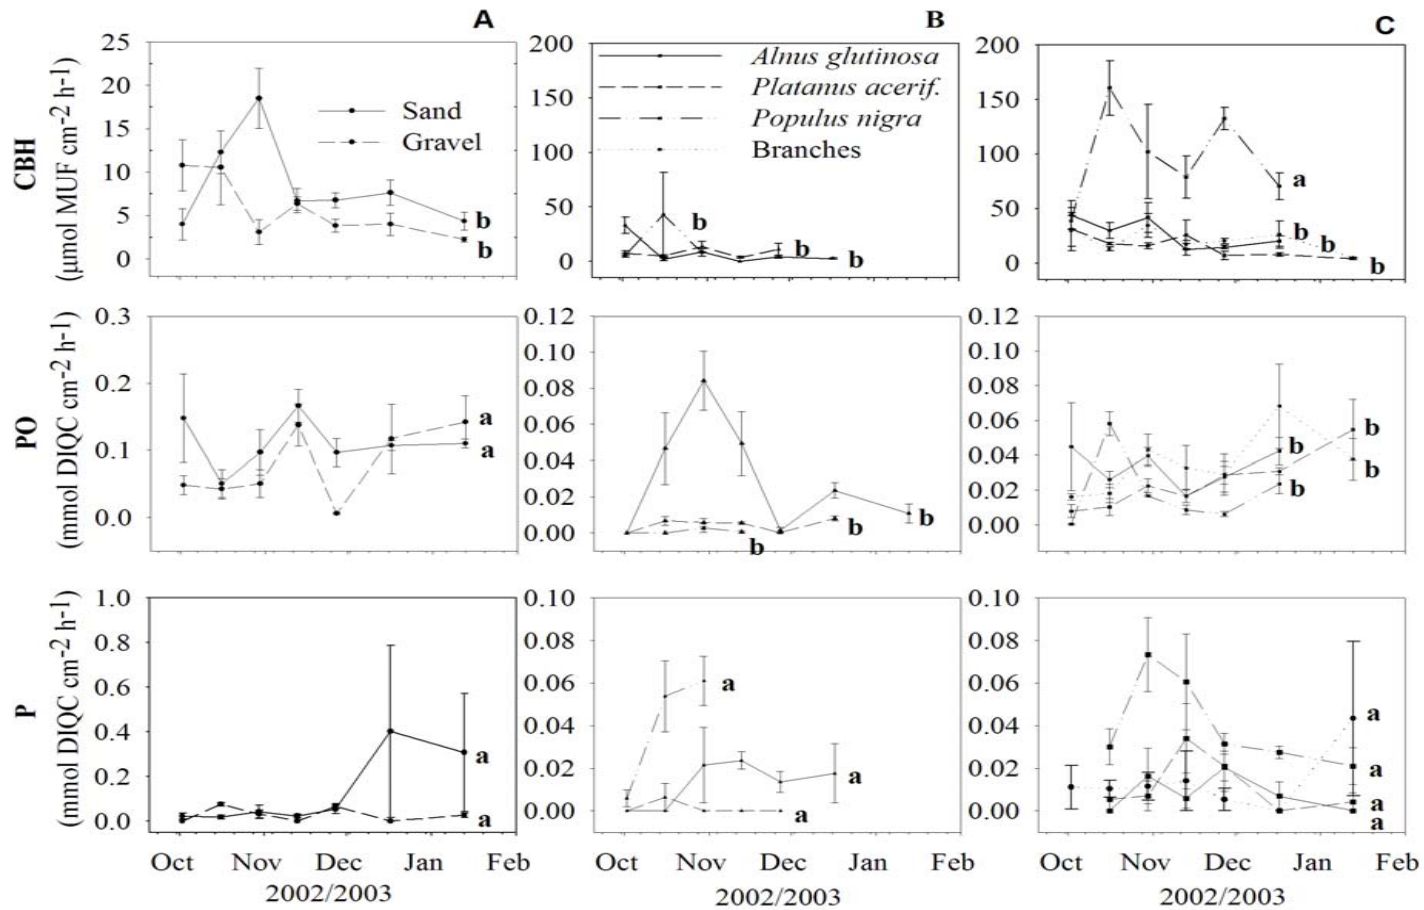 A
B
C
CBH
(µmol MUF cm-2 h-l)
25
20
15
10
5
0
Sand
Gravel
b
b
200
150
100
50
0
Alnus glutinosa
Platanus acerif.
Populus nigra
Branches
b
b
b
200
150
100
50
0
a
b
b
b
PO
(mmol DIQC cm-2 h-l)
0.3
0.2
0.1
0.0
a
a
0.12
0.10
0.08
0.06
0.04
0.02
0.00
b
b
b
0.12
0.10
0.08
0.06
0.04
0.02
0.00
b
b
b
b
P
(mmol DIQC cm-2 h-l)
1.0
0.8
0.6
0.4
0.2
0.0
a
a
0.10
0.08
0.06
0.04
0.02
0.00
a
a
a
0.10
0.08
0.06
0.04
0.02
0.00
a
a
a
a
Oct Nov Dec Jan Feb
2002/2003
Oct Nov Dec Jan Feb
2002/2003
Oct Nov Dec Jan Feb
2002/2003